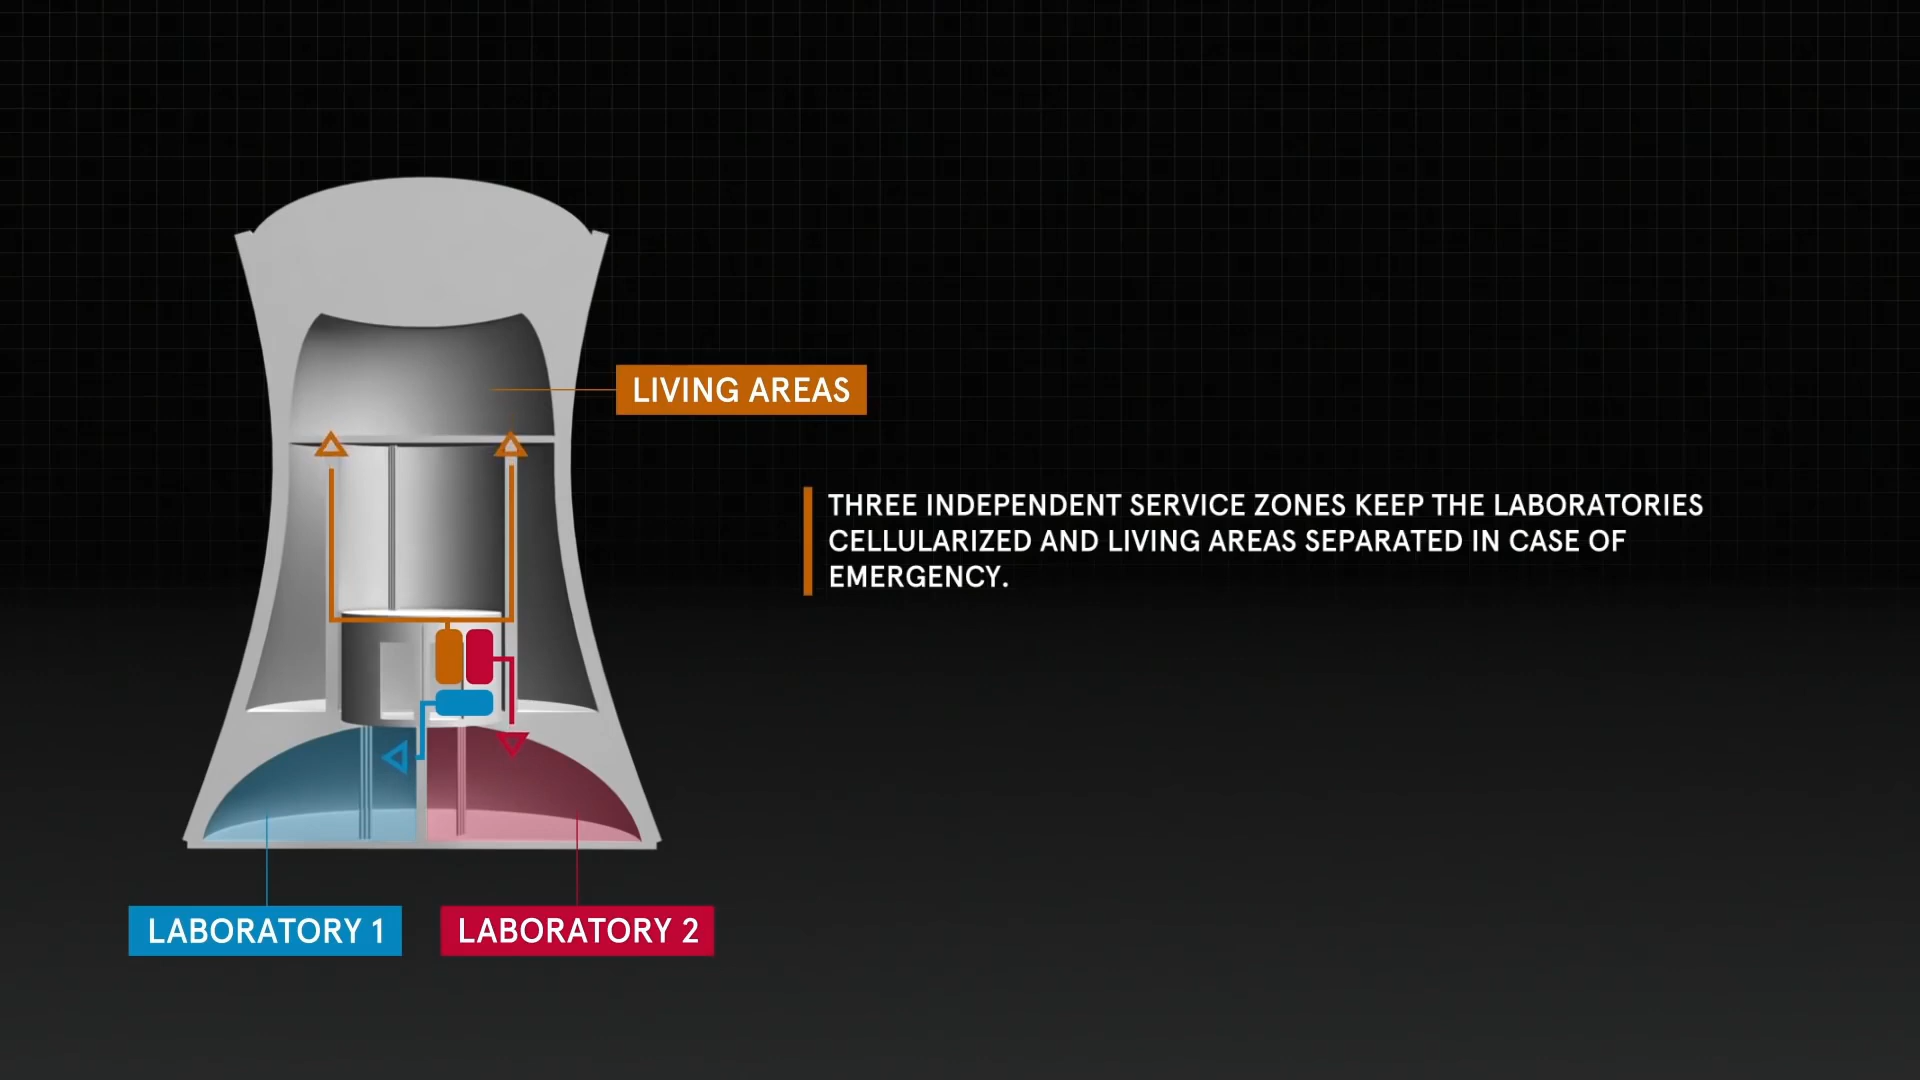 LIVING AREAS
THREE INDEPENDENT SERVICE ZONES KEEP THE LABORATORIES
CELLULARIZED AND LIVING AREAS SEPARATED IN CASE OF
EMERGENCY.
LABORATORY 1
LABORATORY 2